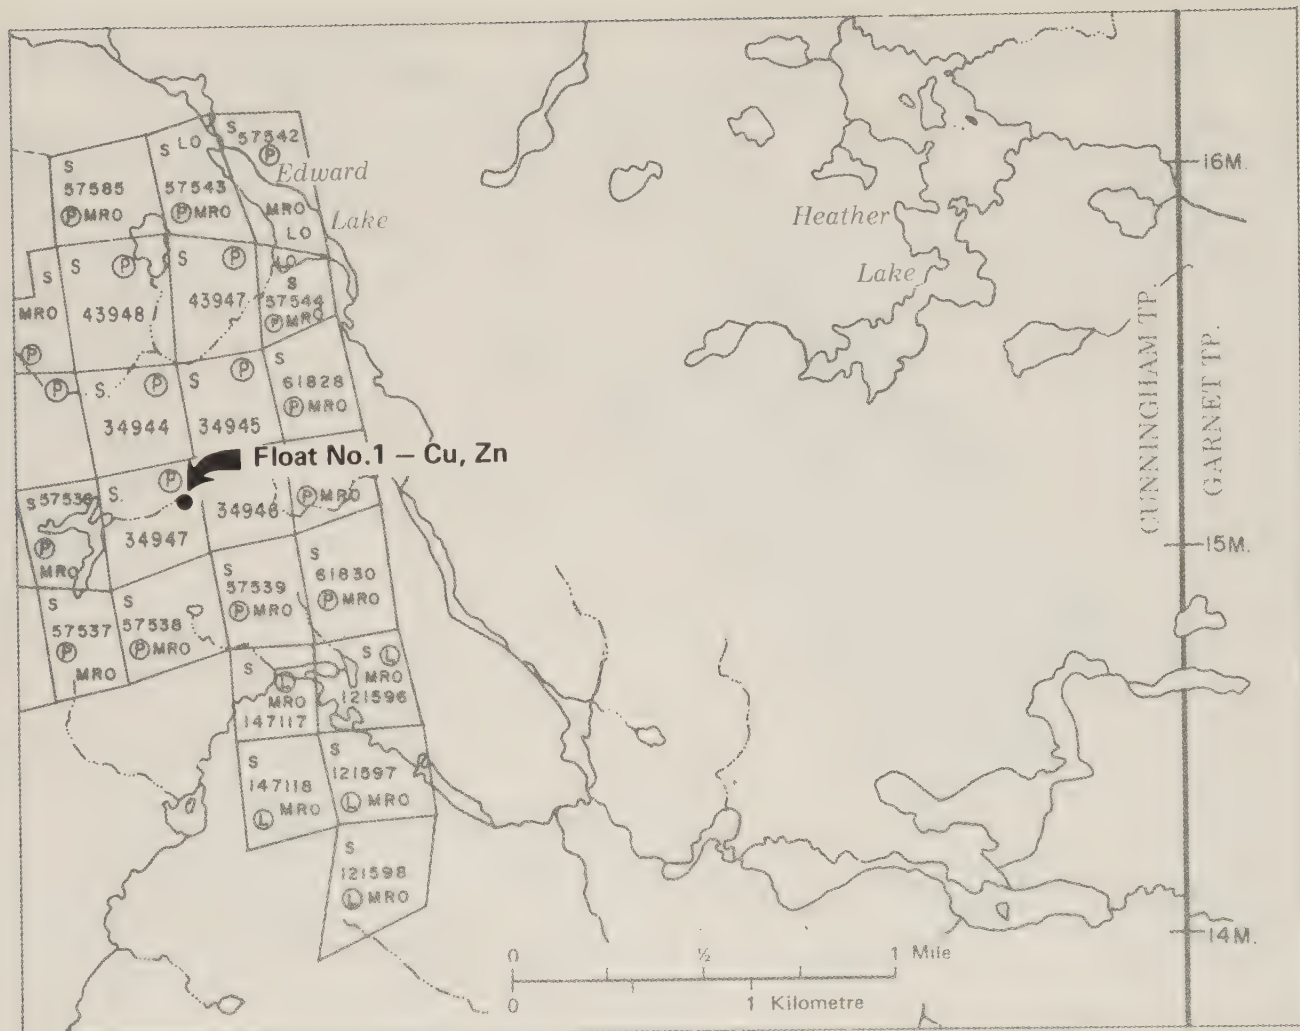 S
57542
P
S LO
57543
P MRO
S
57585
P MRO
Edward
Lake
MRO
LO
LO
S
57544
P MRO
S
MRO
P
S P
43948
S P
43947
16M.
Heather
Lake
CUNNINGHAM TP.
GARNET TP.
P
S. P
34944
S P
34945
S
61828
P MRO
Float No.1 – Cu, Zn
P MRO
S. P
34947
34946
S
P
MRO
15M.
S
57539
P MRO
S
61830
P MRO
S
57537
P
MRO
S
57538
P MRO
S
L
MRO
147117
S L
MRO
121596
S
147118
L MRO
S
121597
L MRO
S
121598
L MRO
14M.
0 ½ 1 Mile
0 1 Kilometre